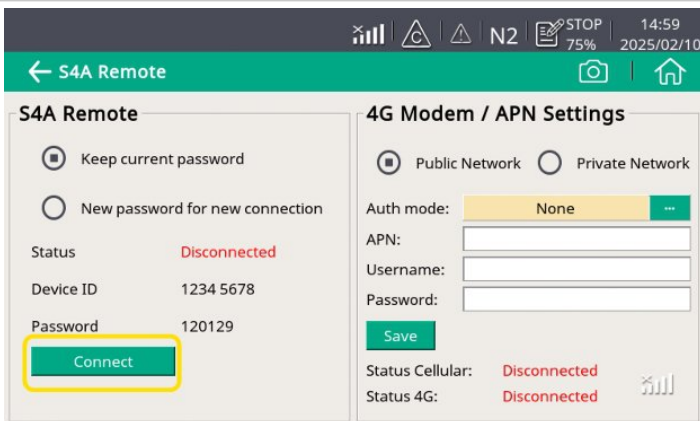 N2 STOP 14:59
75% 2025/02/10
S4A Remote
S4A Remote
Keep current password
New password for new connection
Status Disconnected
Device ID 1234 5678
Password 120129
Connect
4G Modem / APN Settings
Public Network Private Network
Auth mode: None ...
APN:
Username:
Password:
Save
Status Cellular: Disconnected
Status 4G: Disconnected